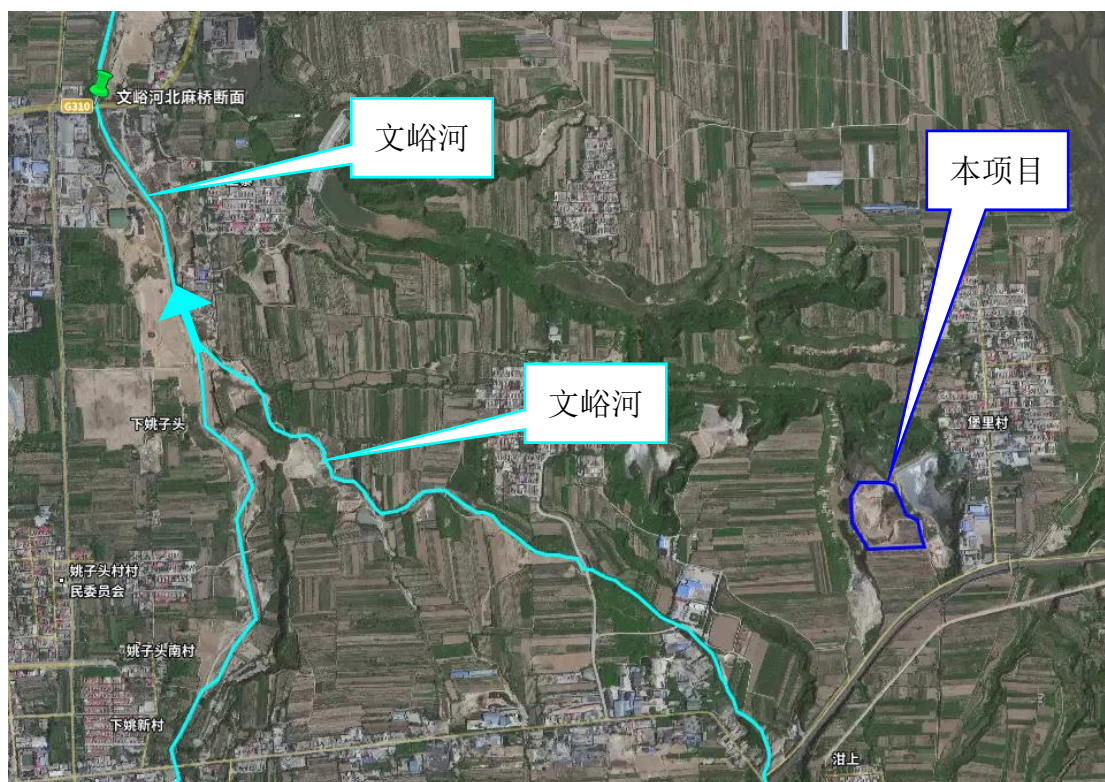 文峪河北麻桥断面
G310
文峪河
本项目
文峪河
下姚子头
堡里村
姚子头村村
民委员会
姚子头南村
下姚新村
泔上